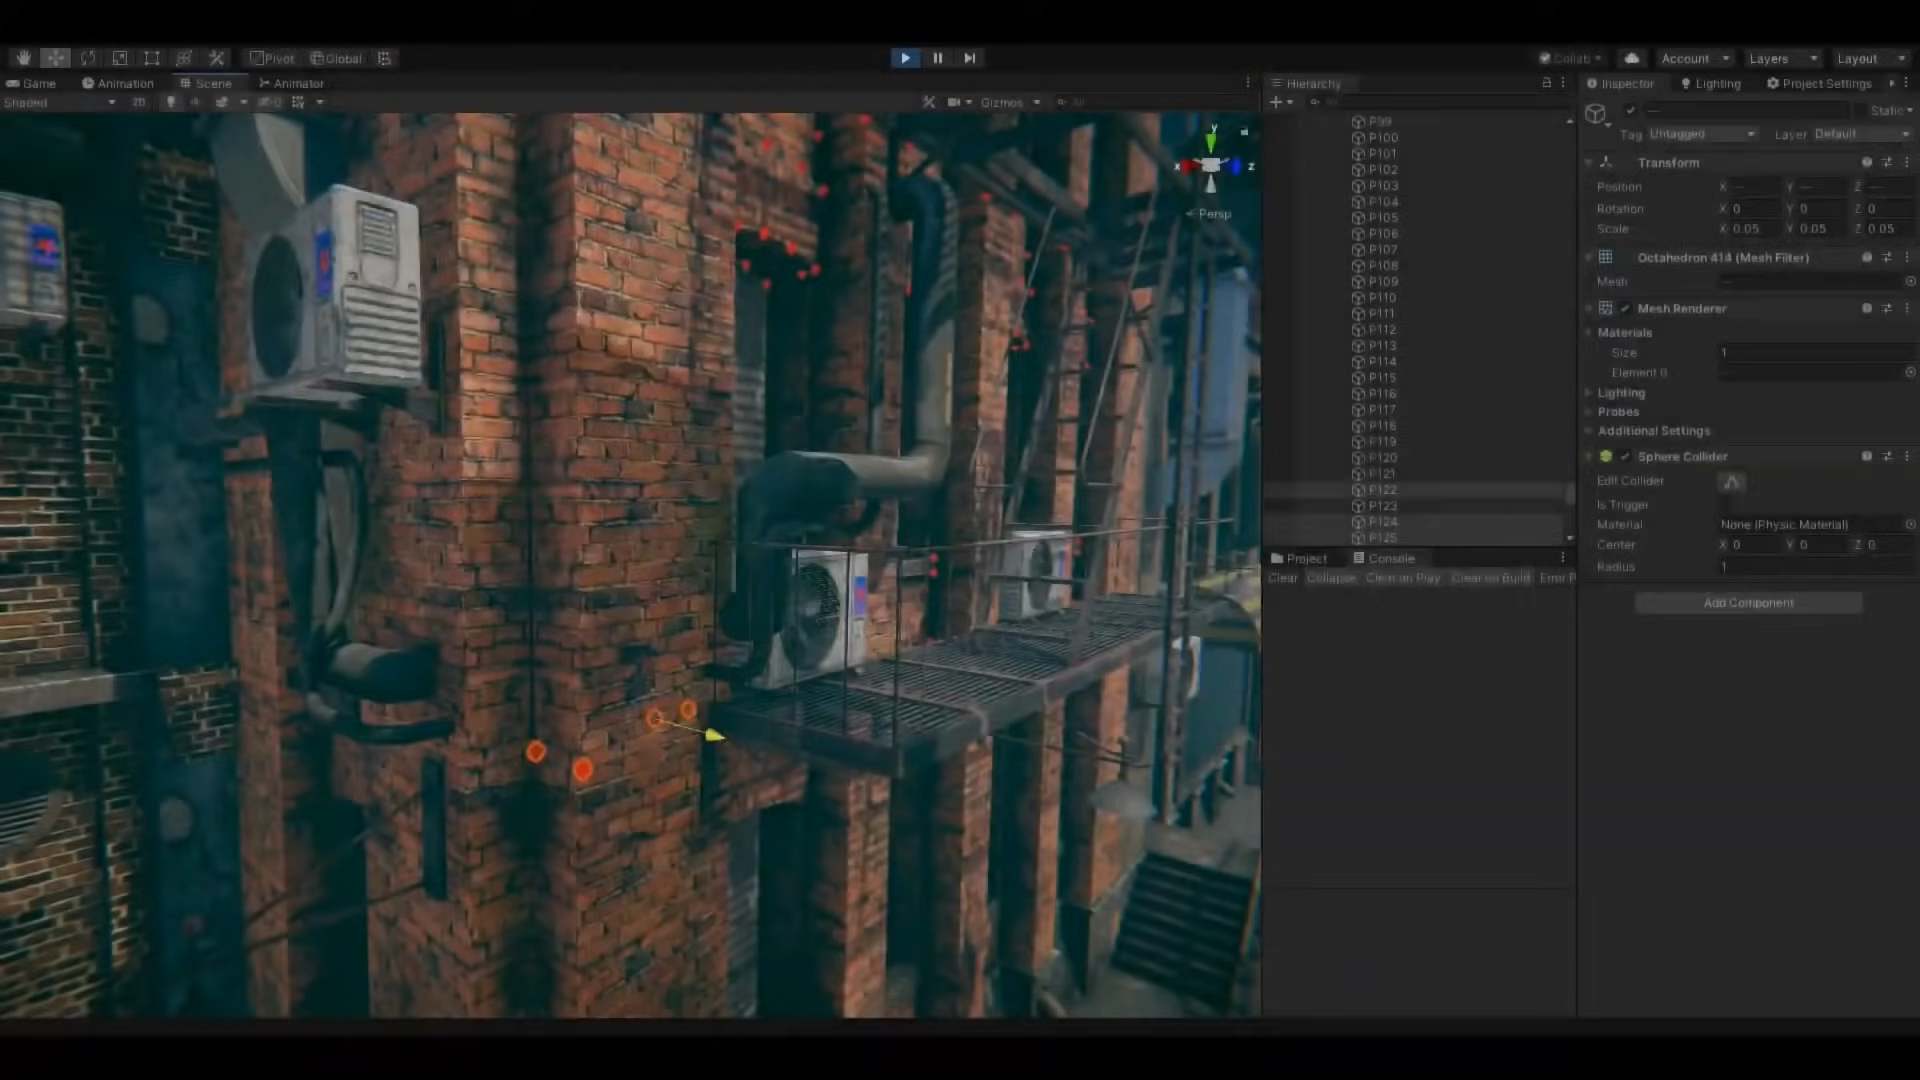 Pivot Global Collab Account Layers Layout
Game Animation Scene Animator
Shaded 2D Gizmos All
Persp
y
x z
Hierarchy
All
P99
P100
P101
P102
P103
P104
P105
P106
P107
P108
P109
P110
P111
P112
P113
P114
P115
P116
P117
P118
P119
P120
P121
P122
P123
P124
P125
Project Console
Clear Collapse Clear on Play Clear on Build Error P
Inspector Lighting Project Settings
Static
Tag Untagged Layer Default
Transform
Position X — Y — Z —
Rotation X 0 Y 0 Z 0
Scale X 0.05 Y 0.05 Z 0.05
Octahedron 414 (Mesh Filter)
Mesh —
Mesh Renderer
Materials
Size 1
Element 0
Lighting
Probes
Additional Settings
Sphere Collider
Edit Collider
Is Trigger
Material None (Physic Material)
Center X 0 Y 0 Z 0
Radius 1
Add Component